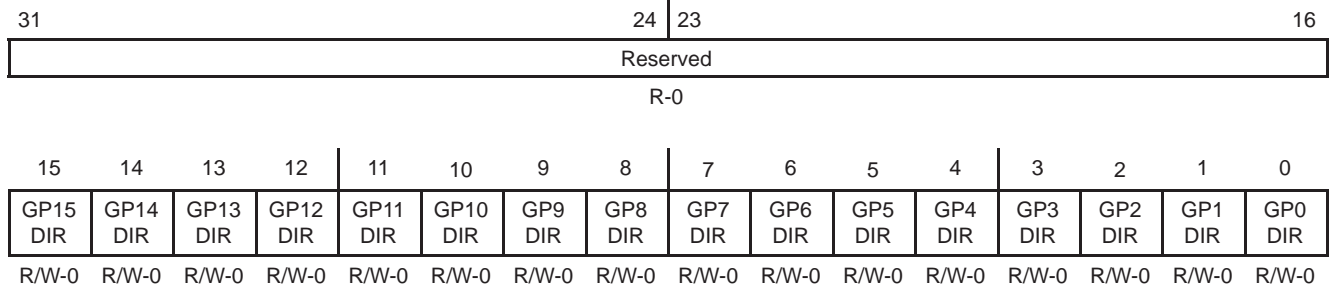 31 24 23 16
Reserved
R-0
15 14 13 12 11 10 9 8 7 6 5 4 3 2 1 0
GP15 GP14 GP13 GP12 GP11 GP10 GP9 GP8 GP7 GP6 GP5 GP4 GP3 GP2 GP1 GP0
DIR DIR DIR DIR DIR DIR DIR DIR DIR DIR DIR DIR DIR DIR DIR DIR
R/W-0 R/W-0 R/W-0 R/W-0 R/W-0 R/W-0 R/W-0 R/W-0 R/W-0 R/W-0 R/W-0 R/W-0 R/W-0 R/W-0 R/W-0 R/W-0